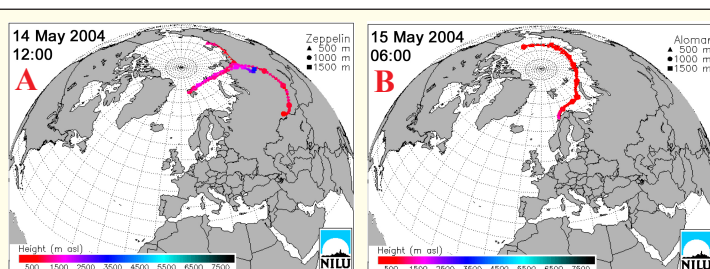 14 May 2004
12:00
A
Zeppelin
▲ 500 m
● 1000 m
■ 1500 m
Height (m asl)
500 1500 2500 3500 4500 5500 6500 7500
NILU
15 May 2004
06:00
B
Alomar
▲ 500 m
● 1000 m
■ 1500 m
Height (m asl)
500 1500 2500 3500 4500 5500 6500 7500
NILU